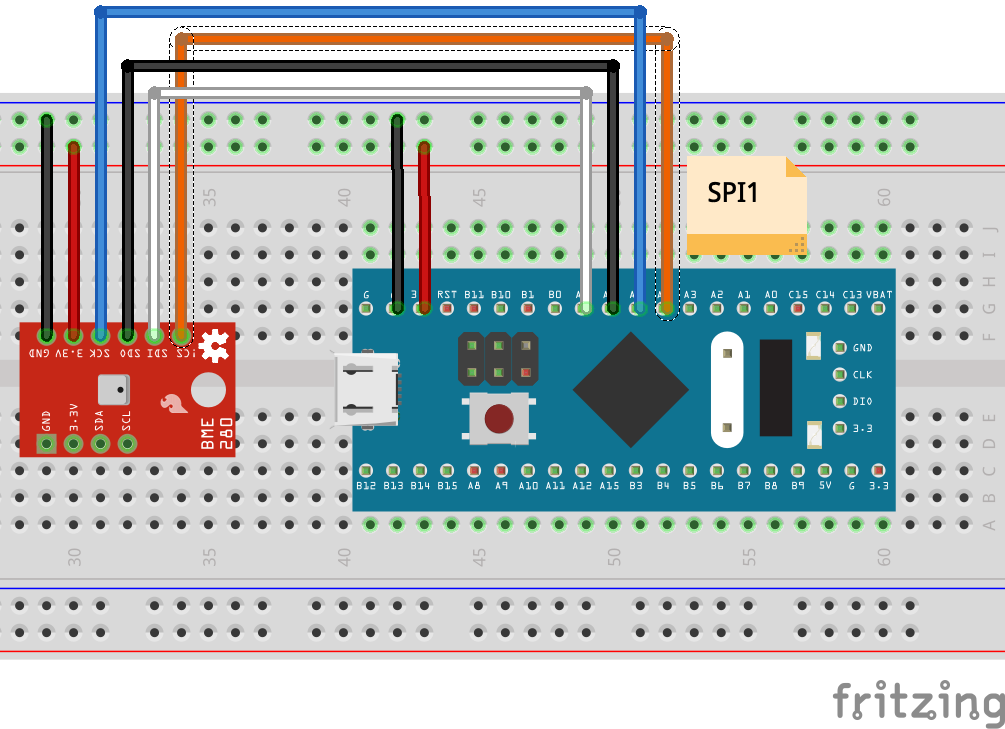 SPI1
35 40 45 60
J
I
H
G
F
G 3 RST B11 B10 B1 B0 A A A3 A2 A1 A0 C15 C14 C13 VBAT
GND 3.3V SCK SDO SDI !CS
GND 3.3V SDA SCL
BME
280
GND
CLK
DIO
3.3
B12 B13 B14 B15 A8 A9 A10 A11 A12 A15 B3 B4 B5 B6 B7 B8 B9 5V G 3.3
E
D
C
B
A
30 35 40 45 50 55 60
fritzing